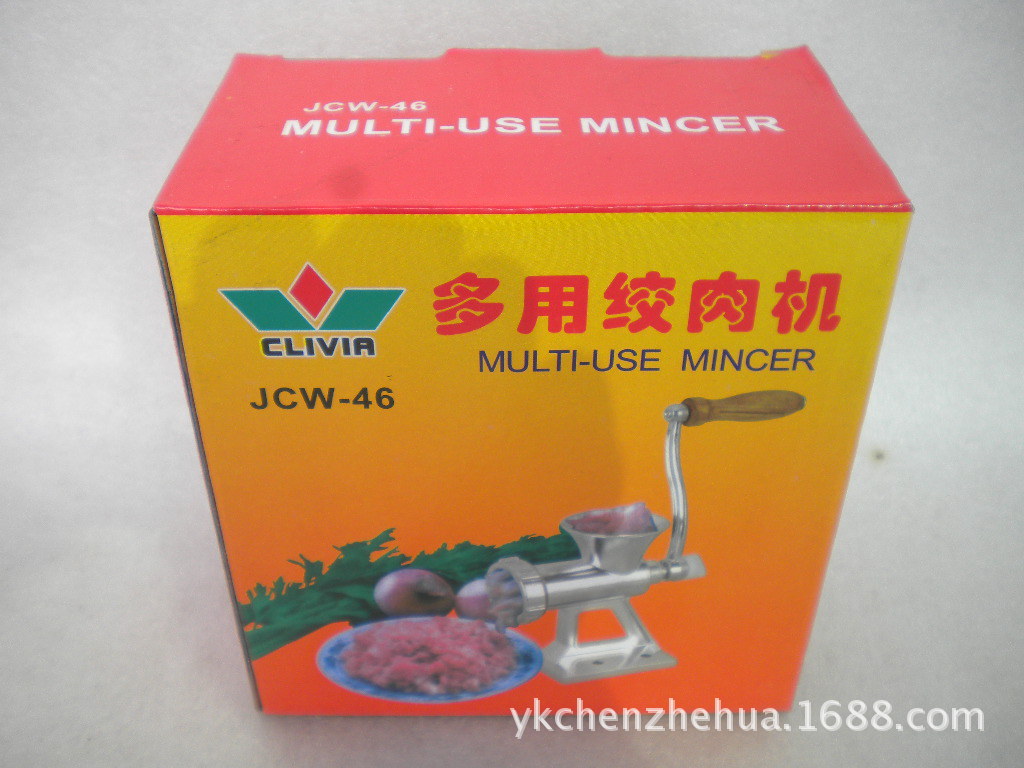 JCW-46
MULTI-USE MINCER
CLIVIA
JCW-46
多用绞肉机
MULTI-USE MINCER
ykchenzhehua.1688.com